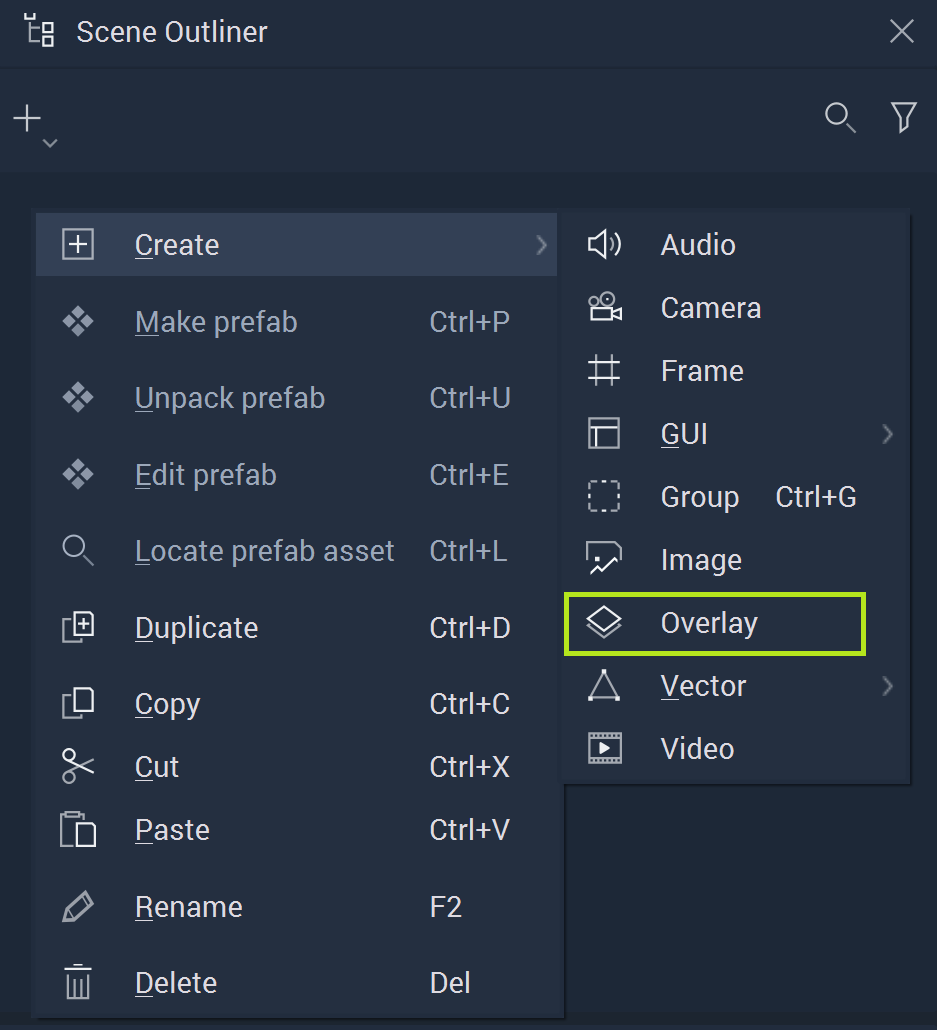 Scene Outliner
Create
Make prefab Ctrl+P
Unpack prefab Ctrl+U
Edit prefab Ctrl+E
Locate prefab asset Ctrl+L
Duplicate Ctrl+D
Copy Ctrl+C
Cut Ctrl+X
Paste Ctrl+V
Rename F2
Delete Del
Audio
Camera
Frame
GUI
Group Ctrl+G
Image
Overlay
Vector
Video